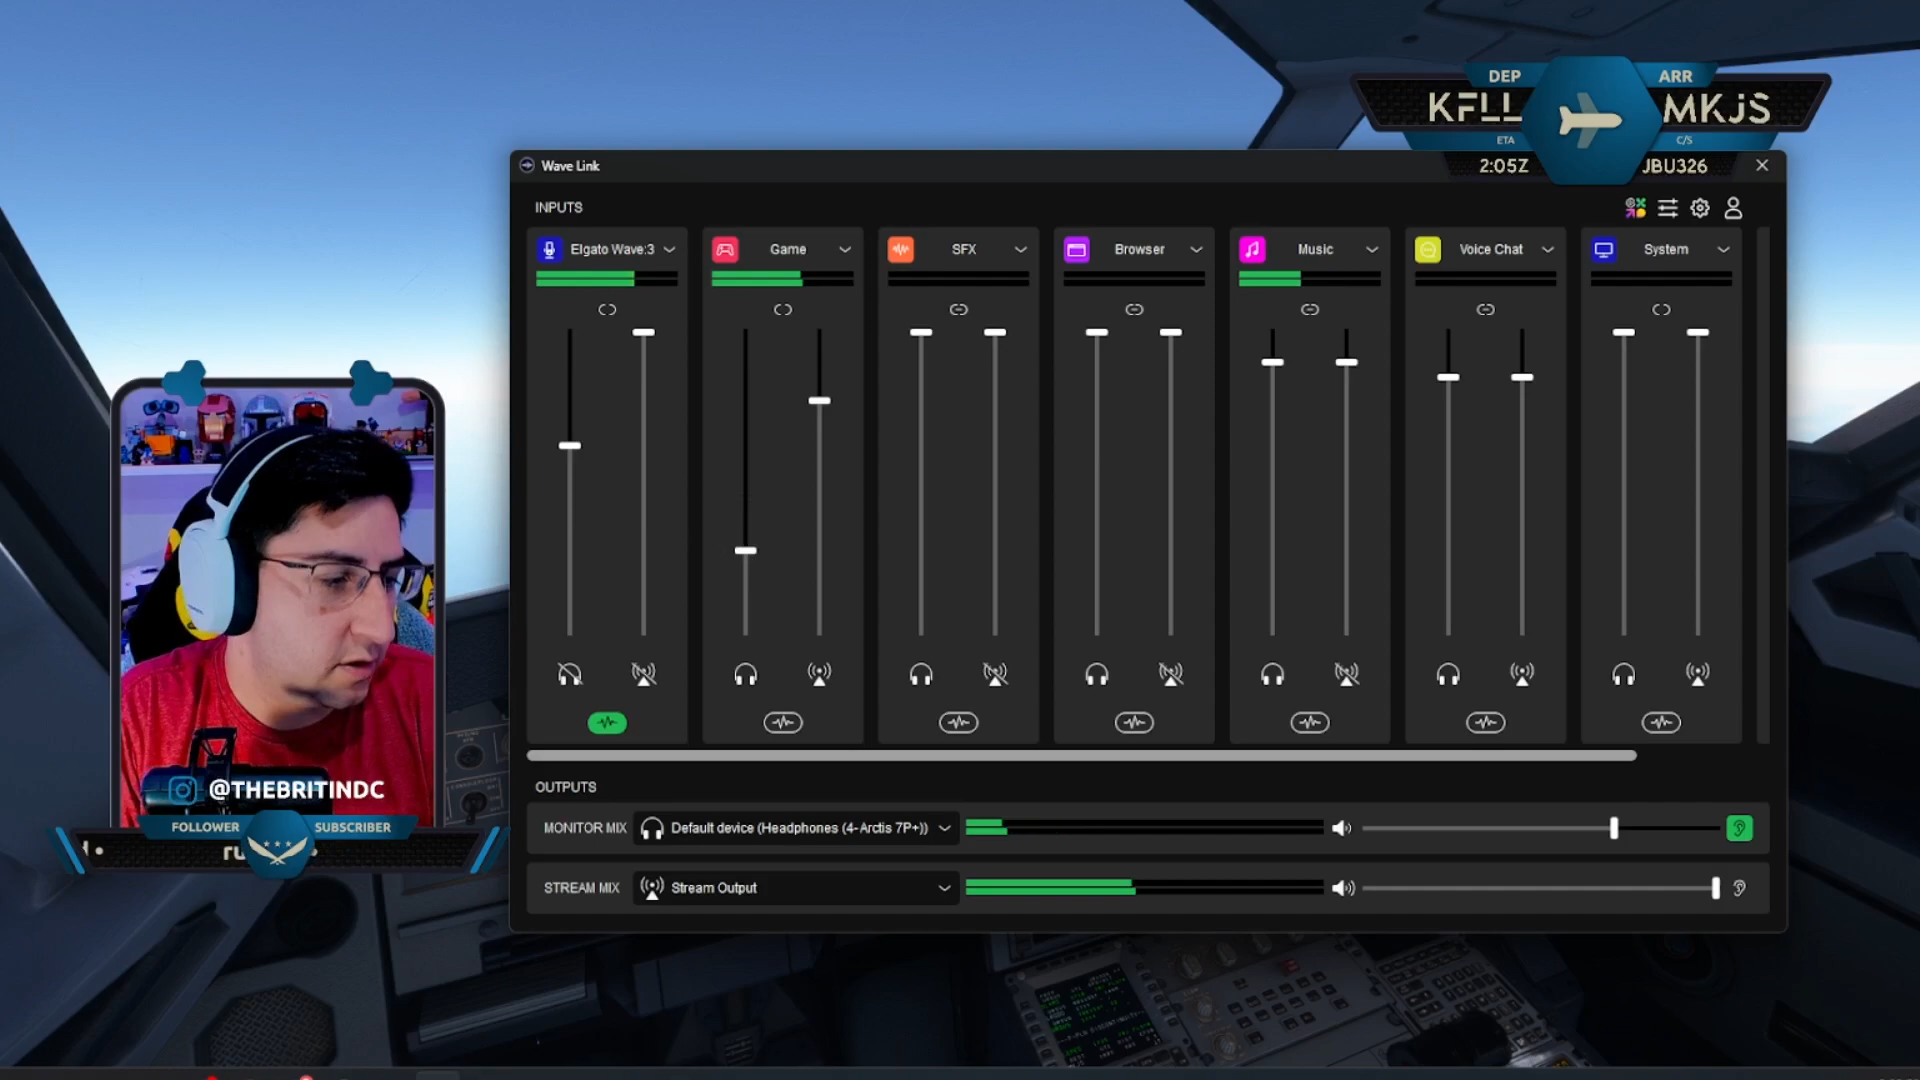 DEP
ARR
KFLL
MKJS
ETA
C/S
2:05Z
JBU326
Wave Link
INPUTS
Elgato Wave:3
Game
SFX
Browser
Music
Voice Chat
System
@THEBRITINDC
FOLLOWER
SUBSCRIBER
OUTPUTS
MONITOR MIX
Default device (Headphones (4- Arctis 7P+))
STREAM MIX
Stream Output